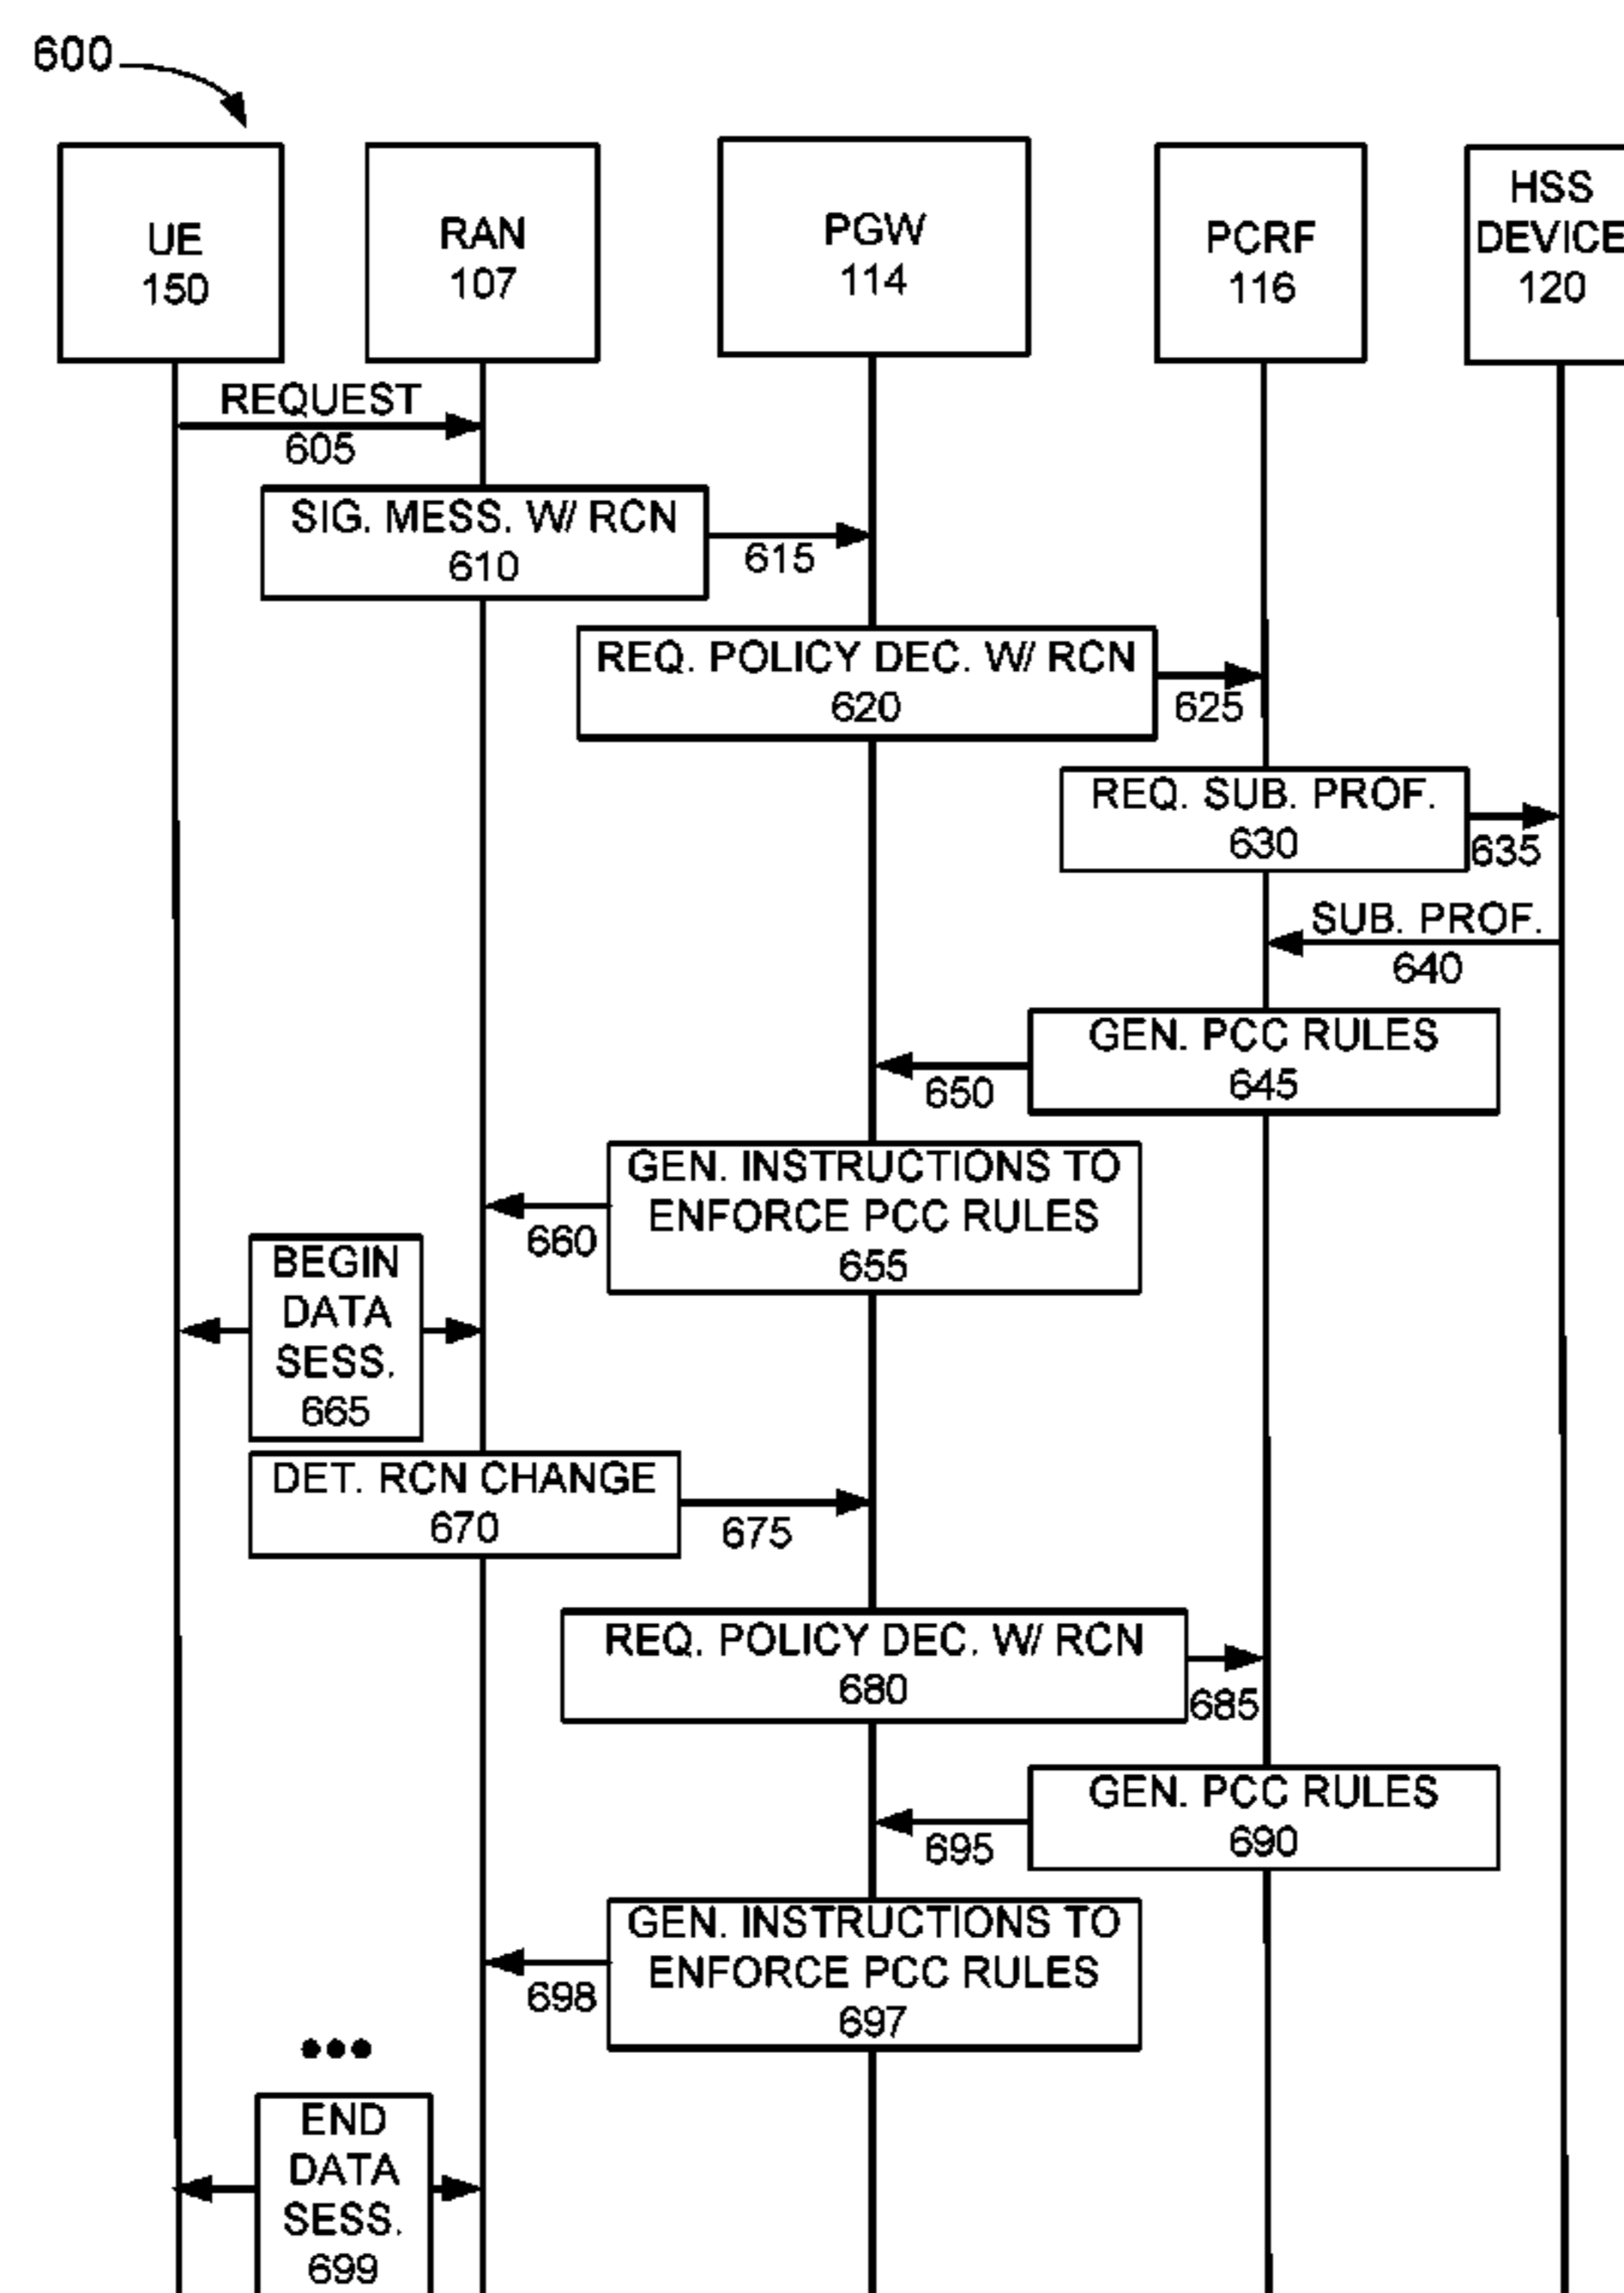 600
UE
150
RAN
107
PGW
114
PCRF
116
HSS
DEVICE
120
REQUEST
605
SIG. MESS. W/ RCN
610
615
REQ. POLICY DEC. W/ RCN
620
625
REQ. SUB. PROF.
630
635
SUB. PROF.
640
GEN. PCC RULES
645
650
GEN. INSTRUCTIONS TO
ENFORCE PCC RULES
655
660
BEGIN
DATA
SESS.
665
DET. RCN CHANGE
670
675
REQ. POLICY DEC. W/ RCN
680
685
GEN. PCC RULES
690
695
GEN. INSTRUCTIONS TO
ENFORCE PCC RULES
697
698
•••
END
DATA
SESS.
699